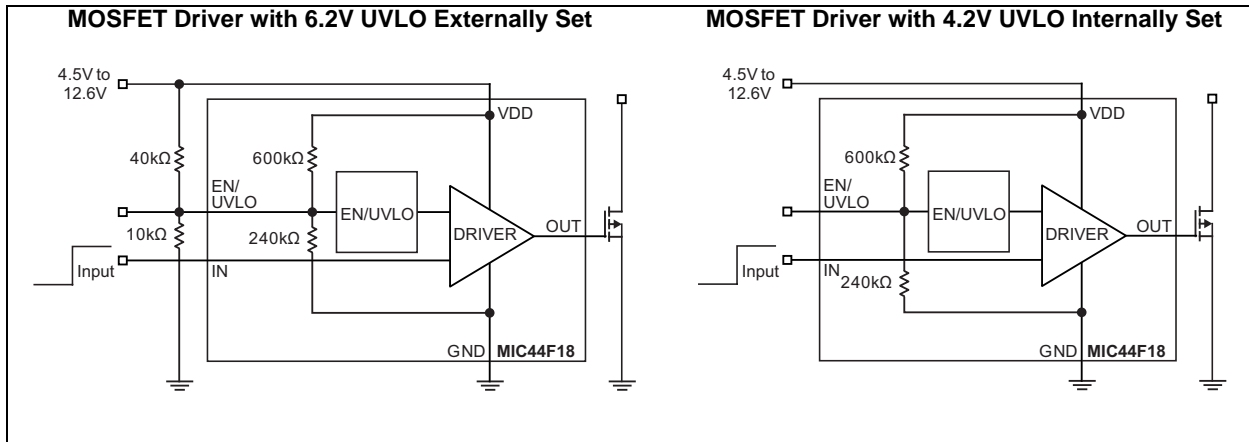 MOSFET Driver with 6.2V UVLO Externally Set
4.5V to
12.6V
VDD
40kΩ
600kΩ
EN/
UVLO
EN/UVLO
10kΩ
240kΩ
DRIVER
OUT
Input
IN
GND MIC44F18
MOSFET Driver with 4.2V UVLO Internally Set
4.5V to
12.6V
VDD
600kΩ
EN/
UVLO
EN/UVLO
DRIVER
OUT
Input
IN
240kΩ
GND MIC44F18